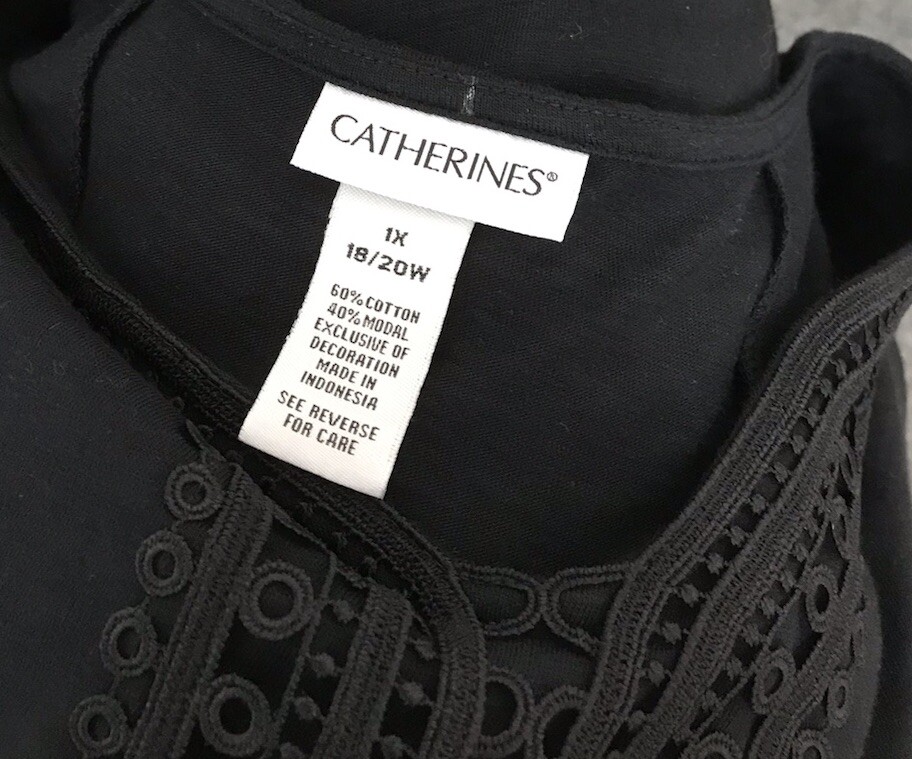 CATHERINES®
1X
18/20W
60% COTTON
40% MODAL
EXCLUSIVE OF
DECORATION
MADE IN
INDONESIA
SEE REVERSE
FOR CARE